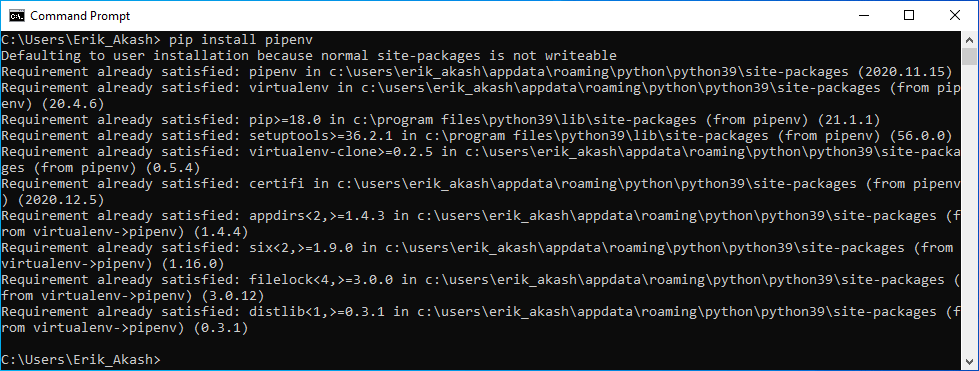 Command Prompt
C:\Users\Erik_Akash> pip install pipenv
Defaulting to user installation because normal site-packages is not writeable
Requirement already satisfied: pipenv in c:\users\erik_akash\appdata\roaming\python\python39\site-packages (2020.11.15)
Requirement already satisfied: virtualenv in c:\users\erik_akash\appdata\roaming\python\python39\site-packages (from pip
env) (20.4.6)
Requirement already satisfied: pip>=18.0 in c:\program files\python39\lib\site-packages (from pipenv) (21.1.1)
Requirement already satisfied: setuptools>=36.2.1 in c:\program files\python39\lib\site-packages (from pipenv) (56.0.0)
Requirement already satisfied: virtualenv-clone>=0.2.5 in c:\users\erik_akash\appdata\roaming\python\python39\site-packa
ges (from pipenv) (0.5.4)
Requirement already satisfied: certifi in c:\users\erik_akash\appdata\roaming\python\python39\site-packages (from pipenv
) (2020.12.5)
Requirement already satisfied: appdirs<2,>=1.4.3 in c:\users\erik_akash\appdata\roaming\python\python39\site-packages (f
rom virtualenv->pipenv) (1.4.4)
Requirement already satisfied: six<2,>=1.9.0 in c:\users\erik_akash\appdata\roaming\python\python39\site-packages (from
virtualenv->pipenv) (1.16.0)
Requirement already satisfied: filelock<4,>=3.0.0 in c:\users\erik_akash\appdata\roaming\python\python39\site-packages (
from virtualenv->pipenv) (3.0.12)
Requirement already satisfied: distlib<1,>=0.3.1 in c:\users\erik_akash\appdata\roaming\python\python39\site-packages (f
rom virtualenv->pipenv) (0.3.1)
C:\Users\Erik_Akash>